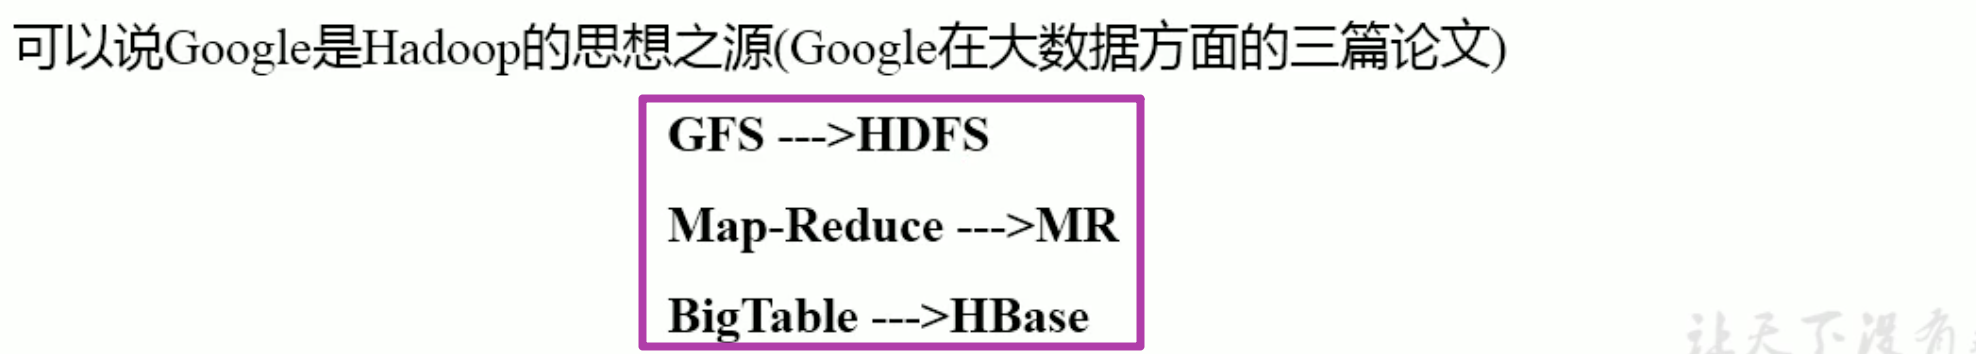 可以说Google是Hadoop的思想之源(Google在大数据方面的三篇论文)
GFS --->HDFS
Map-Reduce --->MR
BigTable --->HBase
让天下没有